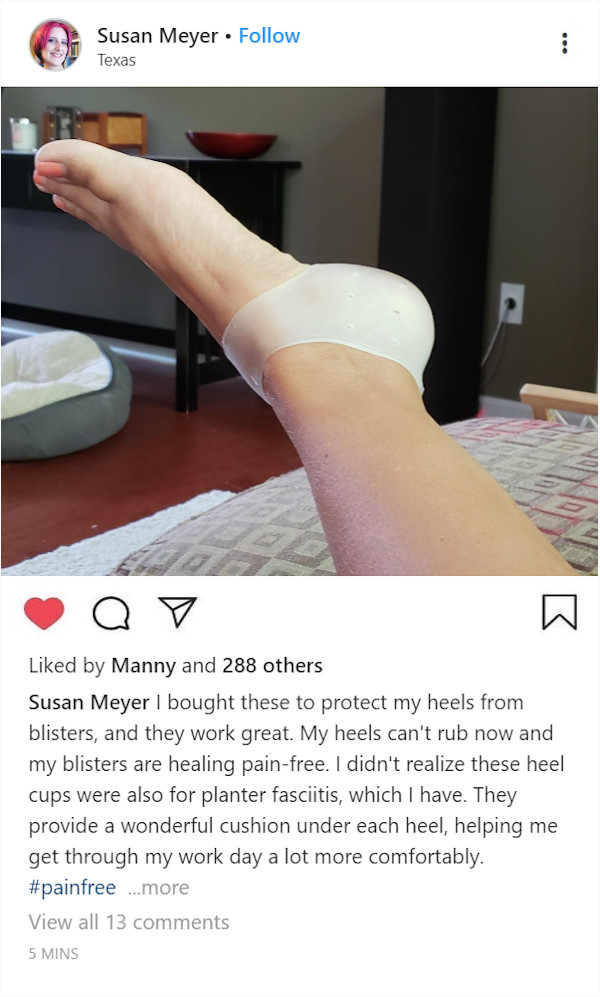 Susan Meyer • Follow
Texas
Liked by Manny and 288 others
Susan Meyer I bought these to protect my heels from
blisters, and they work great. My heels can't rub now and
my blisters are healing pain-free. I didn't realize these heel
cups were also for planter fasciitis, which I have. They
provide a wonderful cushion under each heel, helping me
get through my work day a lot more comfortably.
#painfree ...more
View all 13 comments
5 MINS